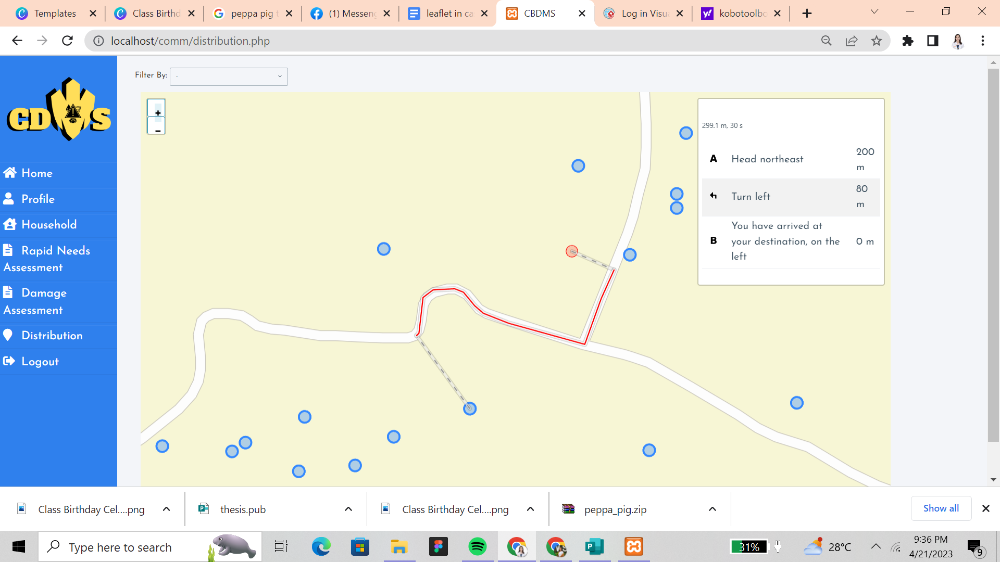 Templates
Class Birthd
peppa pig t
(1) Messeng
leaflet in ca
CBDMS
Log in Visua
kobotoolbo
localhost/comm/distribution.php
CD S
Home
Profile
Household
Rapid Needs
Assessment
Damage
Assessment
Distribution
Logout
Filter By: -
+
-
299.1 m, 30 s
A Head northeast 200
m
Turn left 80
m
You have arrived at
B your destination, on the 0 m
left
Class Birthday Cel....png
thesis.pub
Class Birthday Cel....png
peppa_pig.zip
Show all
Type here to search
31%
28°C
9:36 PM
4/21/2023
9